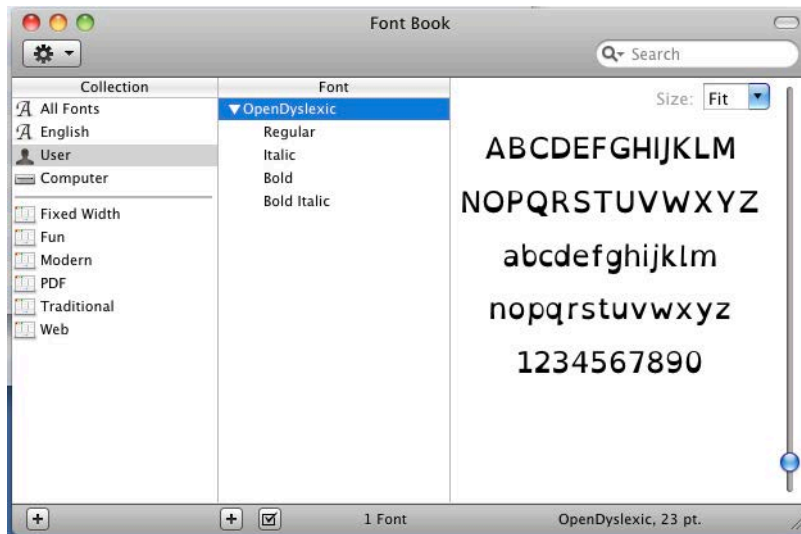 Font Book
Search
Collection
All Fonts
English
User
Computer
Fixed Width
Fun
Modern
PDF
Traditional
Web
Font
OpenDyslexic
Regular
Italic
Bold
Bold Italic
Size: Fit
ABCDEFGHIJKLM
NOPQRSTUVWXYZ
abcdefghijklm
nopqrstuvwxyz
1234567890
1 Font
OpenDyslexic, 23 pt.